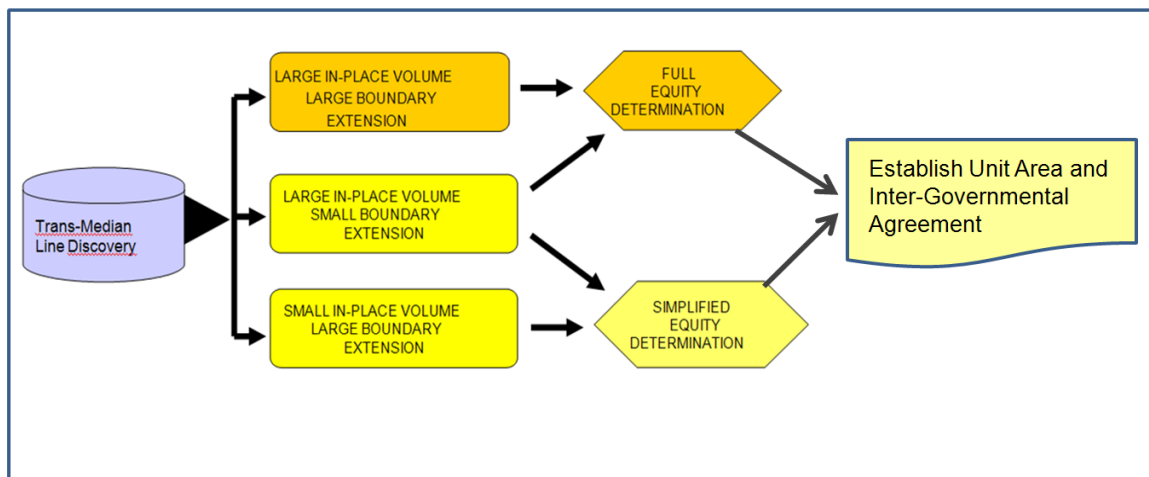 Trans-Median
Line Discovery
LARGE IN-PLACE VOLUME
LARGE BOUNDARY
EXTENSION
LARGE IN-PLACE VOLUME
SMALL BOUNDARY
EXTENSION
SMALL IN-PLACE VOLUME
LARGE BOUNDARY
EXTENSION
FULL
EQUITY
DETERMINATION
SIMPLIFIED
EQUITY
DETERMINATION
Establish Unit Area and
Inter-Governmental
Agreement